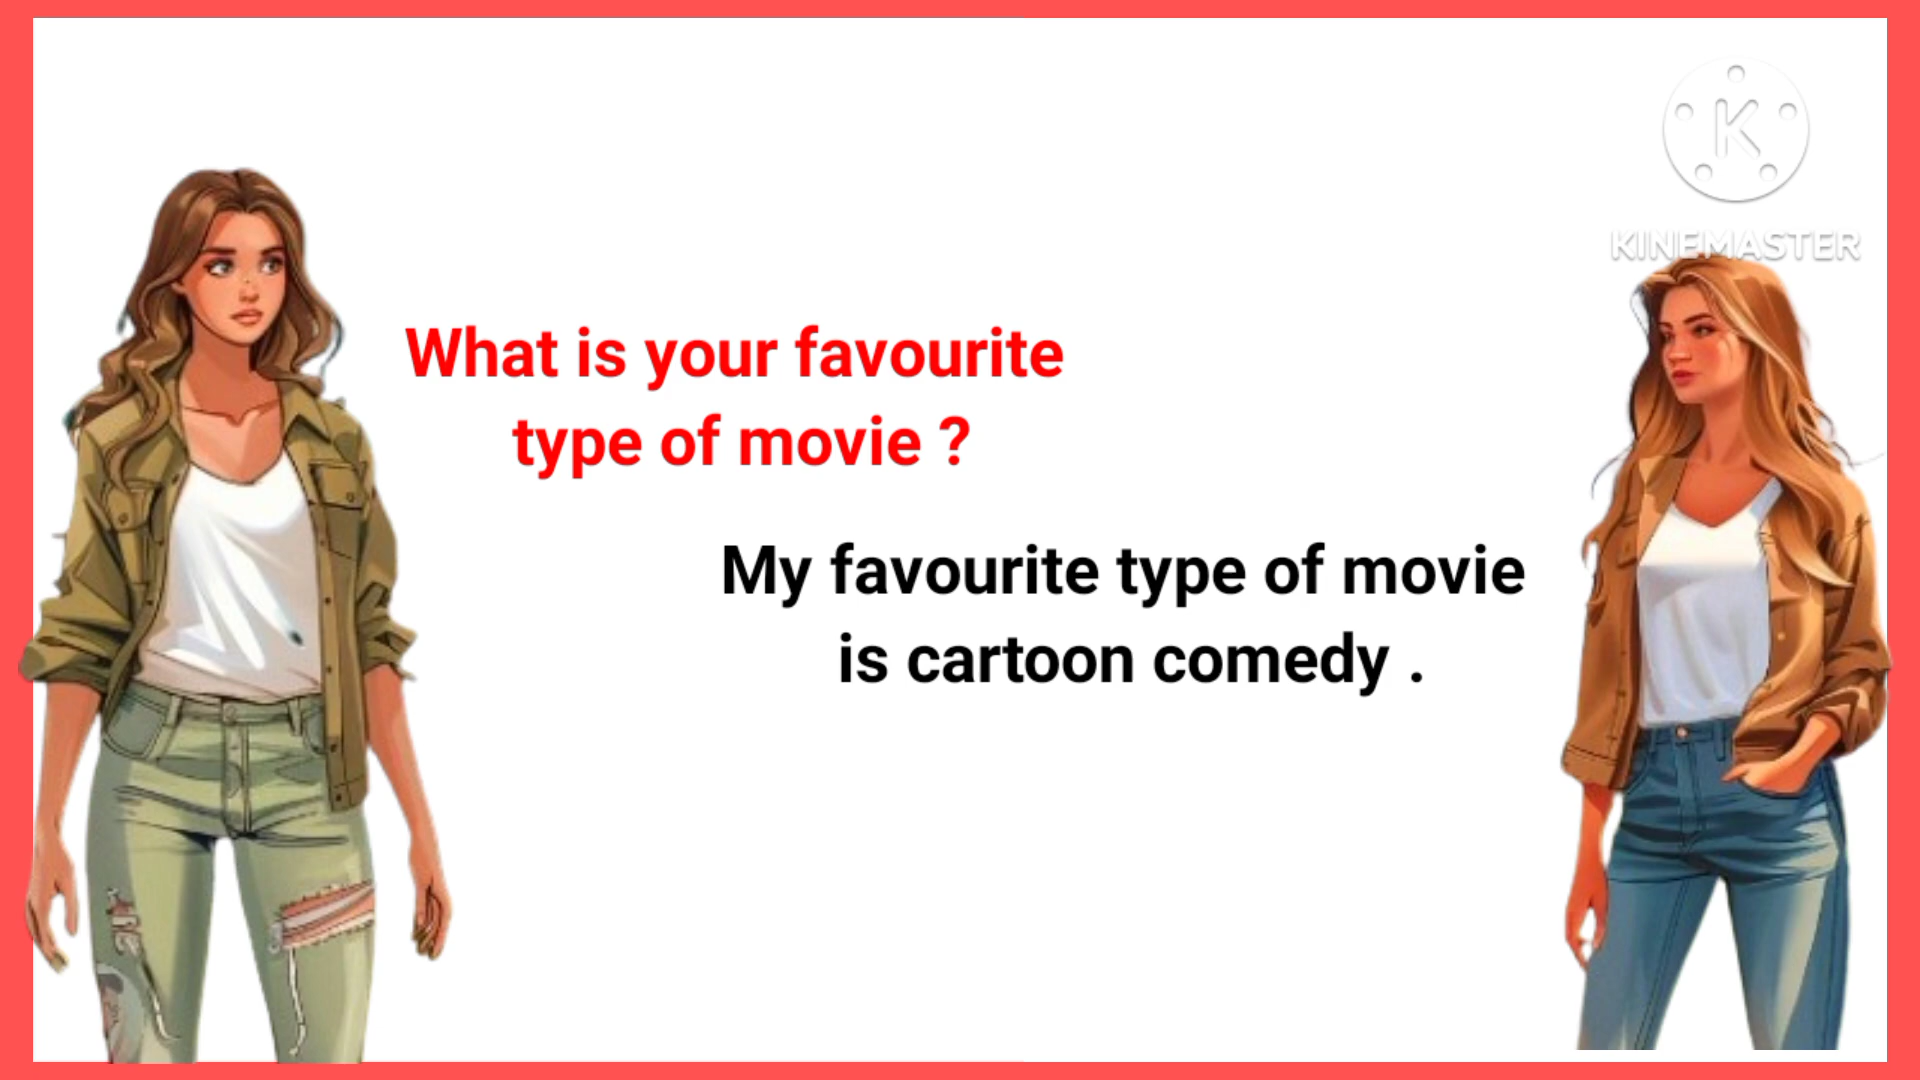 K
KINEMASTER
What is your favourite
type of movie ?
My favourite type of movie
is cartoon comedy .